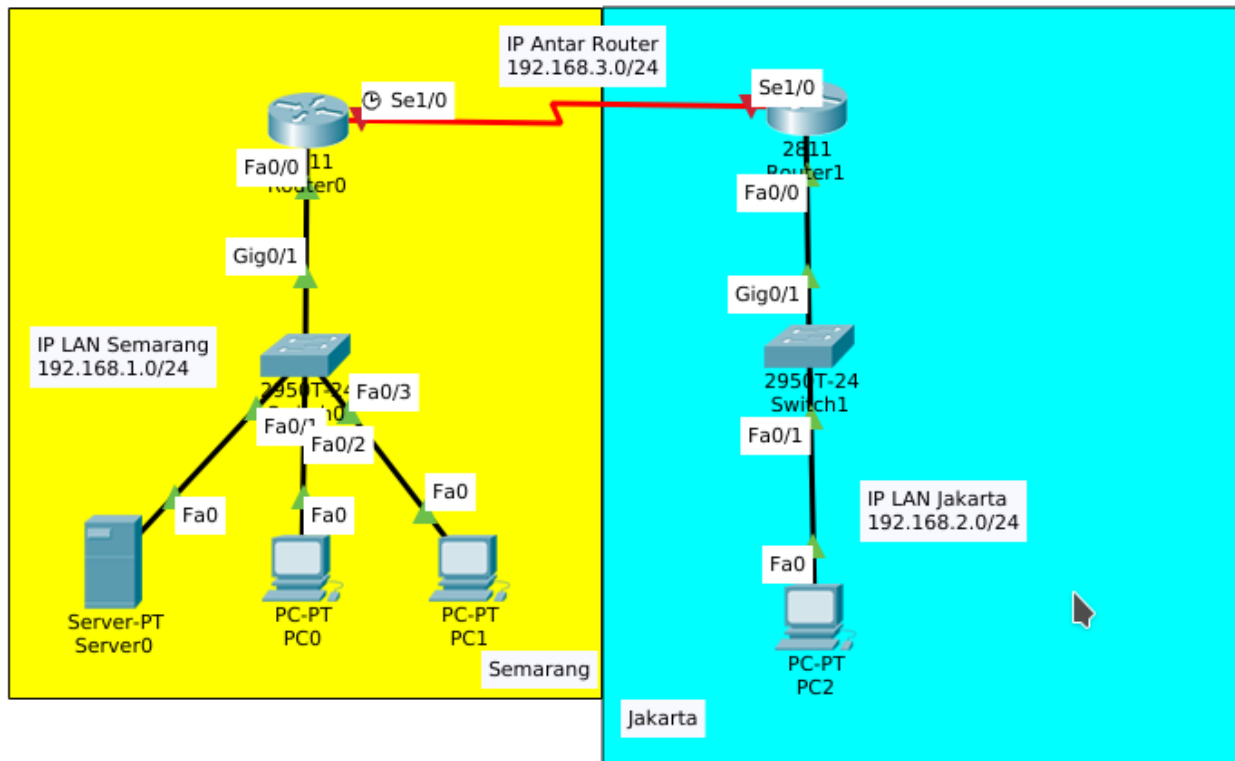 IP Antar Router
192.168.3.0/24
Se1/0
Se1/0
11
Router0
Fa0/0
2811
Router1
Fa0/0
Gig0/1
Gig0/1
IP LAN Semarang
192.168.1.0/24
2950T-24
Fa0/3
Fa0/1
Fa0/2
2950T-24
Switch1
Fa0/1
Fa0
Fa0
Fa0
IP LAN Jakarta
192.168.2.0/24
Fa0
Server-PT
Server0
PC-PT
PC0
PC-PT
PC1
Semarang
PC-PT
PC2
Jakarta